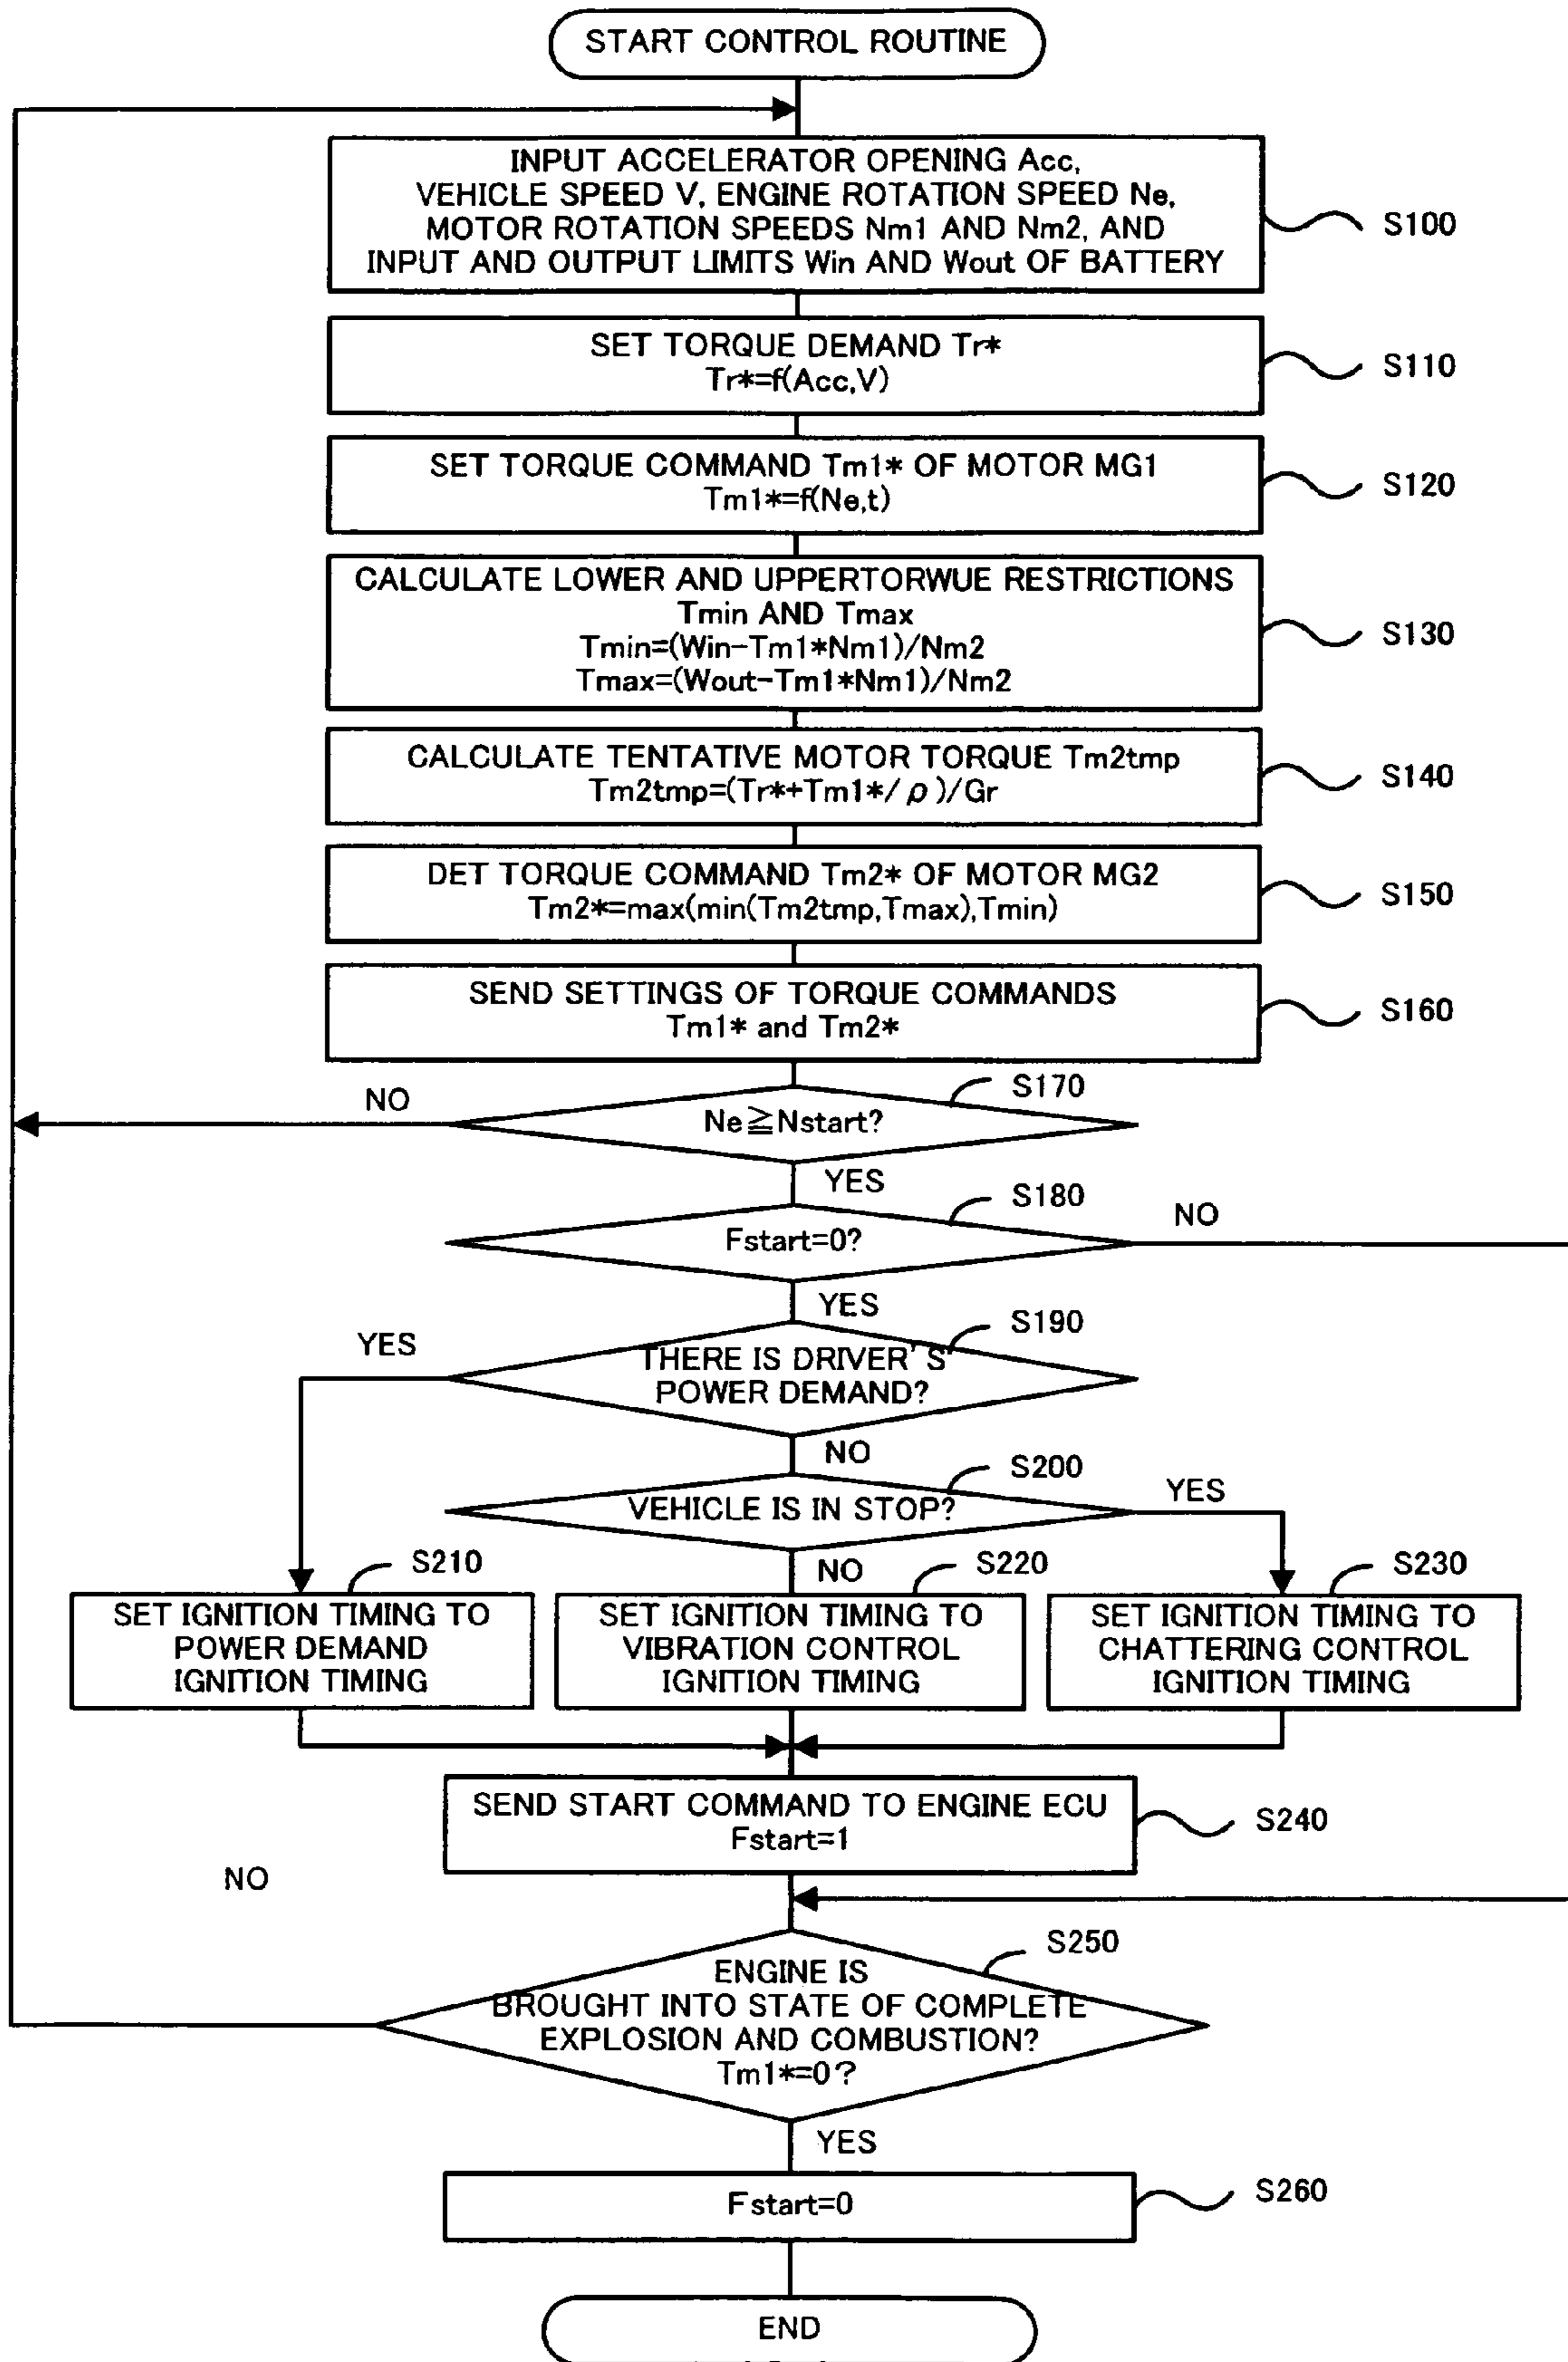 START CONTROL ROUTINE
INPUT ACCELERATOR OPENING Acc,
VEHICLE SPEED V, ENGINE ROTATION SPEED Ne,
MOTOR ROTATION SPEEDS Nm1 AND Nm2, AND
INPUT AND OUTPUT LIMITS Win AND Wout OF BATTERY
S100
SET TORQUE DEMAND Tr*
Tr*=f(Acc,V)
S110
SET TORQUE COMMAND Tm1* OF MOTOR MG1
Tm1*=f(Ne,t)
S120
CALCULATE LOWER AND UPPERTORWUE RESTRICTIONS
Tmin AND Tmax
Tmin=(Win-Tm1*Nm1)/Nm2
Tmax=(Wout-Tm1*Nm1)/Nm2
S130
CALCULATE TENTATIVE MOTOR TORQUE Tm2tmp
Tm2tmp=(Tr*+Tm1*/ρ)/Gr
S140
DET TORQUE COMMAND Tm2* OF MOTOR MG2
Tm2*=max(min(Tm2tmp,Tmax),Tmin)
S150
SEND SETTINGS OF TORQUE COMMANDS
Tm1* and Tm2*
S160
S170
NO
Ne≧Nstart?
YES
S180
NO
Fstart=0?
YES
S190
YES
THERE IS DRIVER'S
POWER DEMAND?
NO
S200
YES
VEHICLE IS IN STOP?
NO
S210
S220
S230
SET IGNITION TIMING TO
POWER DEMAND
IGNITION TIMING
SET IGNITION TIMING TO
VIBRATION CONTROL
IGNITION TIMING
SET IGNITION TIMING TO
CHATTERING CONTROL
IGNITION TIMING
SEND START COMMAND TO ENGINE ECU
Fstart=1
S240
NO
S250
ENGINE IS
BROUGHT INTO STATE OF COMPLETE
EXPLOSION AND COMBUSTION?
Tm1*=0?
YES
Fstart=0
S260
END